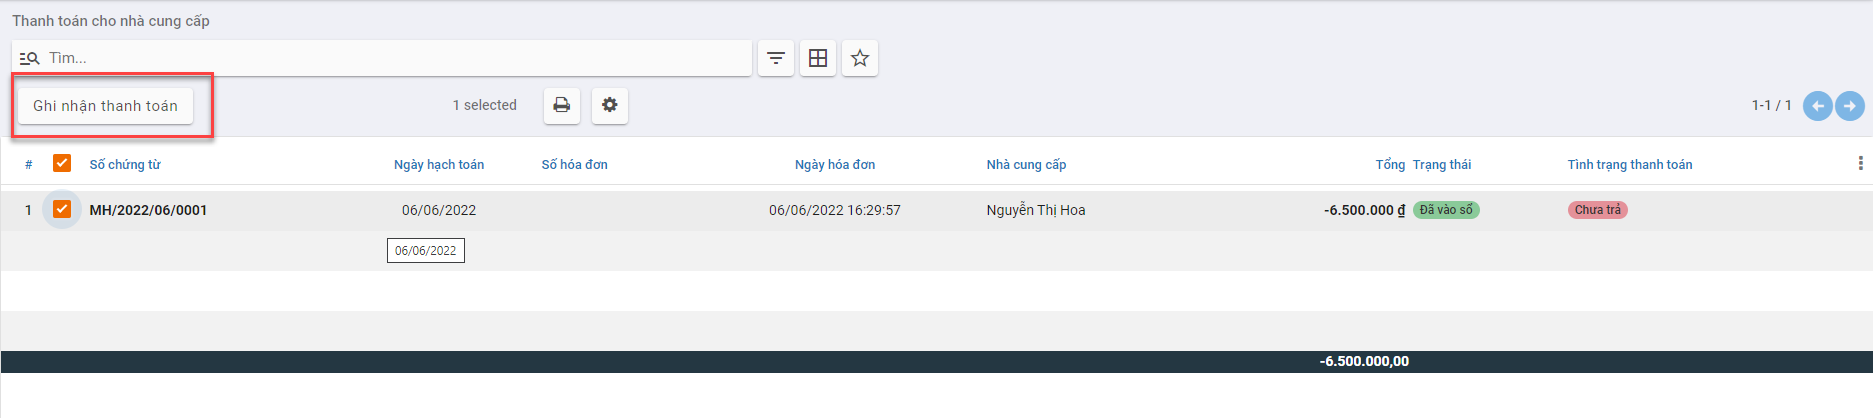 Thanh toán cho nhà cung cấp
Tìm...
Ghi nhận thanh toán 1 selected 1-1 / 1
# Số chứng từ Ngày hạch toán Số hóa đơn Ngày hóa đơn Nhà cung cấp Tổng Trạng thái Tình trạng thanh toán
1 MH/2022/06/0001 06/06/2022 06/06/2022 16:29:57 Nguyễn Thị Hoa -6.500.000 ₫ Đã vào sổ Chưa trả
06/06/2022
-6.500.000,00